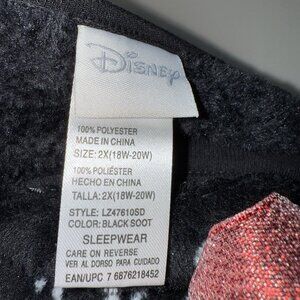 Disney
100% POLYESTER
MADE IN CHINA
SIZE: 2X(18W-20W)
100% POLIÉSTER
HECHO EN CHINA
TALLA: 2X(18W-20W)
STYLE: LZ47610SD
COLOR: BLACK SOOT
SLEEPWEAR
CARE ON REVERSE
VER AL DORSO PARA CUIDADO
EAN/UPC 7 6876218452